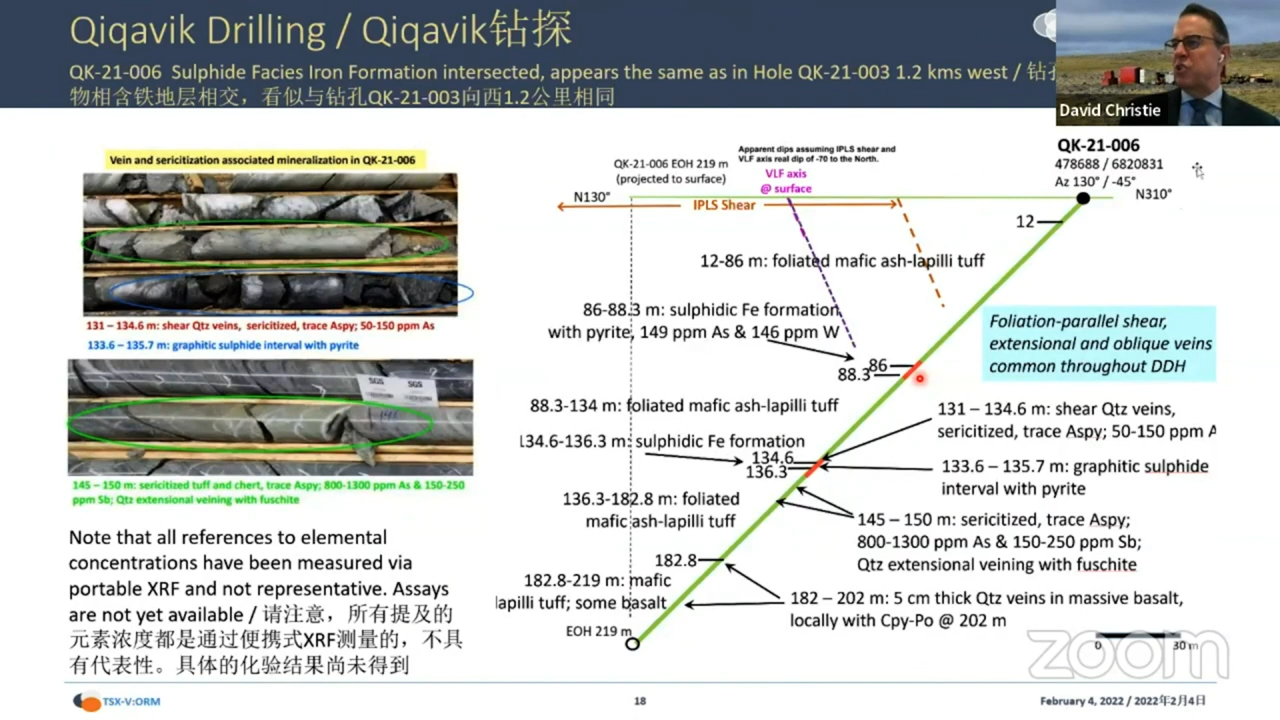 Qiqavik Drilling / Qiqavik钻探
QK-21-006 Sulphide Facies Iron Formation intersected, appears the same as in Hole QK-21-003 1.2 kms west / 钻
物相含铁地层相交，看似与钻孔QK-21-003向西1.2公里相同
David Christie
Vein and sericitization associated mineralization in QK-21-006
SGS SGS
131 – 134.6 m: shear Qtz veins, sericitized, trace Aspy; 50-150 ppm As
133.6 – 135.7 m: graphitic sulphide interval with pyrite
145 – 150 m: sericitized tuff and chert, trace Aspy; 800-1300 ppm As & 150-250
ppm Sb; Qtz extensional veining with fuschite
Note that all references to elemental
concentrations have been measured via
portable XRF and not representative. Assays
are not yet available / 请注意，所有提及的
元素浓度都是通过便携式XRF测量的，不具
有代表性。具体的化验结果尚未得到
QK-21-006 EOH 219 m
(projected to surface)
Apparent dips assuming IPLS shear and
VLF axis real dip of -70 to the North.
VLF axis
@ surface
QK-21-006
478688 / 6820831
Az 130° / -45°
N310°
N130°
IPLS Shear
12
12-86 m: foliated mafic ash-lapilli tuff
86-88.3 m: sulphidic Fe formation
with pyrite, 149 ppm As & 146 ppm W
86
88.3
Foliation-parallel shear,
extensional and oblique veins
common throughout DDH
88.3-134 m: foliated mafic ash-lapilli tuff
131 – 134.6 m: shear Qtz veins,
sericitized, trace Aspy; 50-150 ppm A
134.6-136.3 m: sulphidic Fe formation
134.6
136.3
133.6 – 135.7 m: graphitic sulphide
interval with pyrite
136.3-182.8 m: foliated
mafic ash-lapilli tuff
145 – 150 m: sericitized, trace Aspy;
800-1300 ppm As & 150-250 ppm Sb;
Qtz extensional veining with fuschite
182.8
182.8-219 m: mafic
lapilli tuff; some basalt
182 – 202 m: 5 cm thick Qtz veins in massive basalt,
locally with Cpy-Po @ 202 m
EOH 219 m
0 30 m
zoom
TSX-V:ORM
18
February 4, 2022 / 2022年2月4日